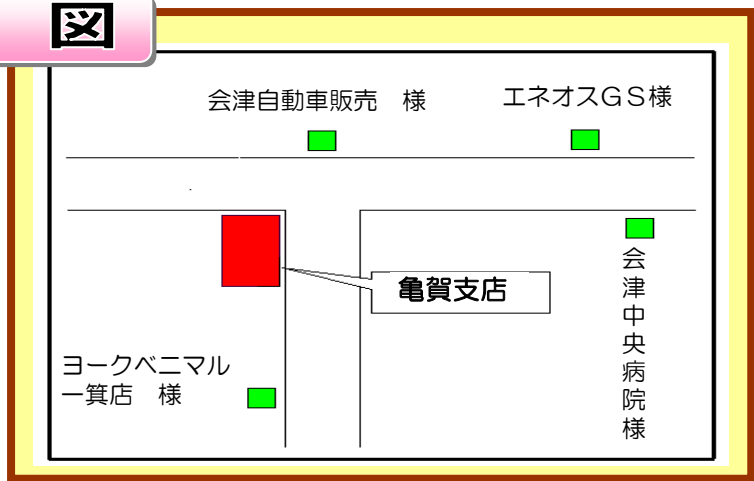 図
会津自動車販売　様
エネオスGS様
亀賀支店
会津中央病院様
ヨークベニマル
一箕店　様